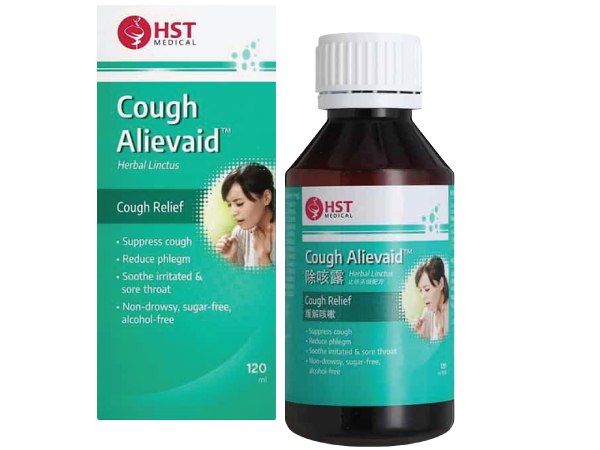 HST
MEDICAL
Cough
Alievaid™
Herbal Linctus
Cough Relief
• Suppress cough
• Reduce phlegm
• Soothe irritated &
sore throat
• Non-drowsy, sugar-free,
alcohol-free
120
ml
HST
MEDICAL
Cough Alievaid™
除咳露 Herbal Linctus
Cough Relief
緩解咳嗽
• Suppress cough
• Reduce phlegm
• Soothe irritated & sore throat
• Non-drowsy, sugar-free,
alcohol-free
120
ml